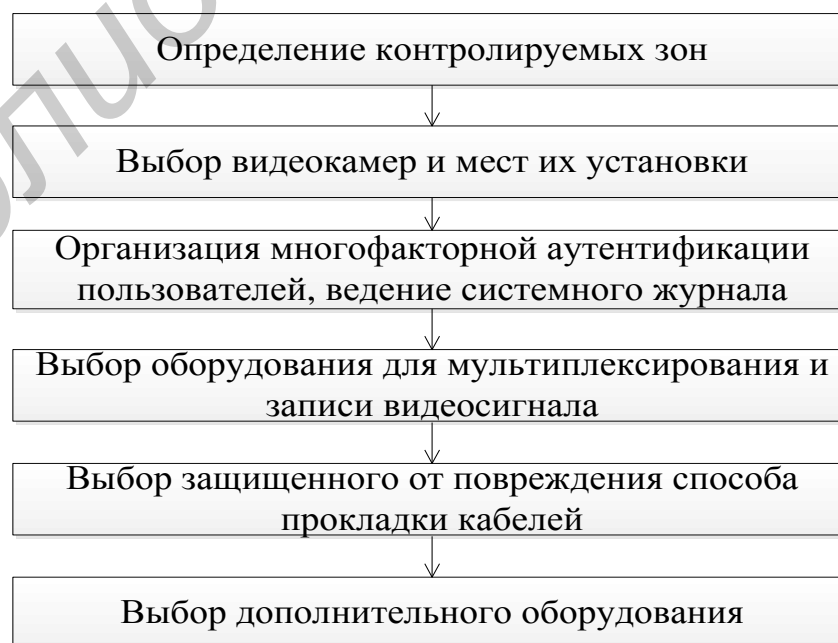 Определение контролируемых зон
Выбор видеокамер и мест их установки
Организация многофакторной аутентификации
пользователей, ведение системного журнала
Выбор оборудования для мультиплексирования и
записи видеосигнала
Выбор защищенного от повреждения способа
прокладки кабелей
Выбор дополнительного оборудования